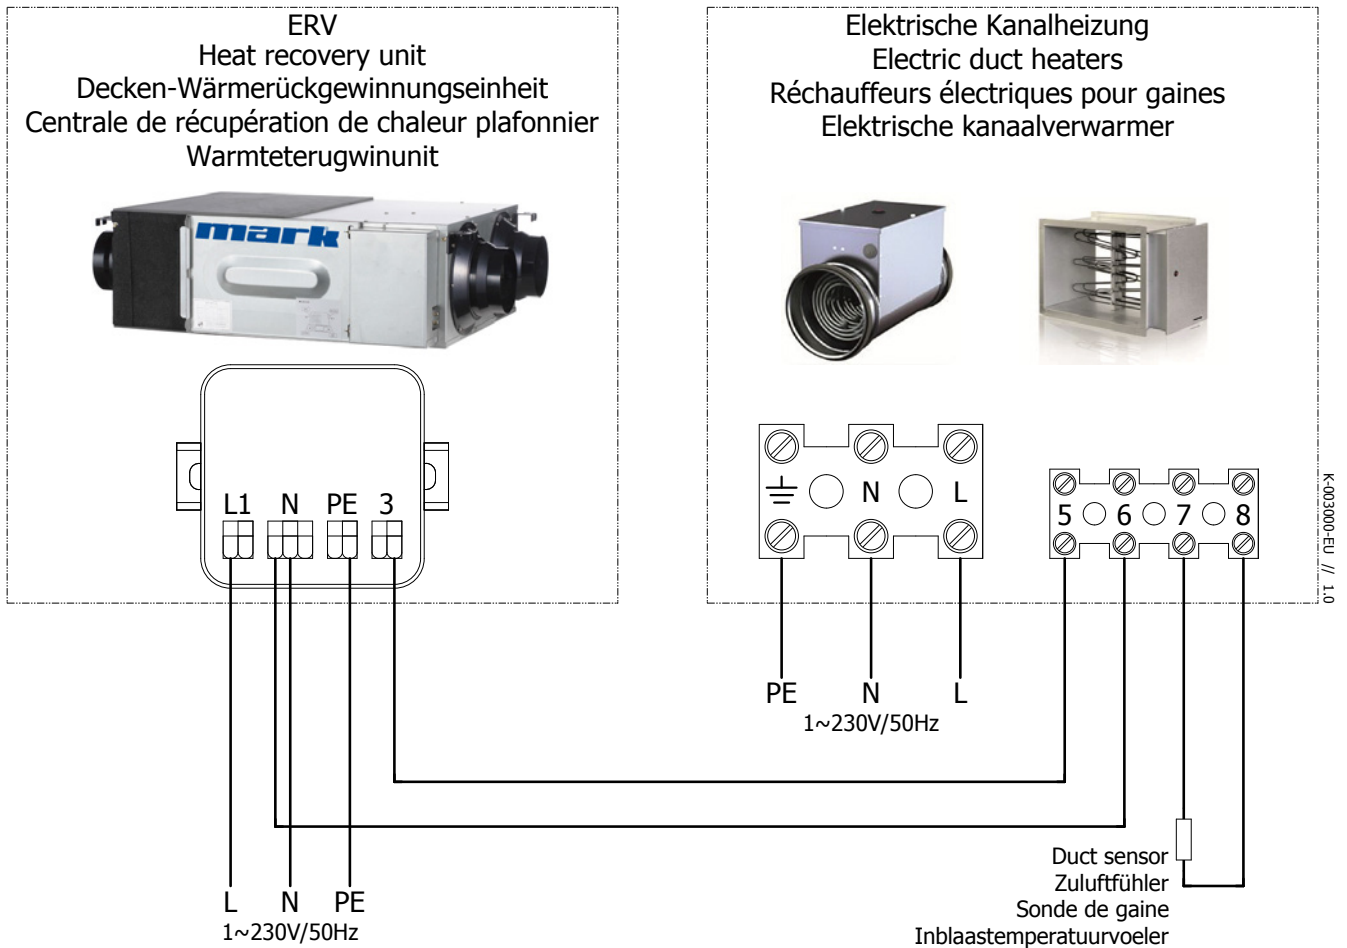 ERV
Heat recovery unit
Decken-Wärmerückgewinnungseinheit
Centrale de récupération de chaleur plafonnier
Warmteterugwinunit
mark
L1 N PE 3
L N PE
1~230V/50Hz
Elektrische Kanalheizung
Electric duct heaters
Réchauffeurs électriques pour gaines
Elektrische kanaalverwarmer
N L
5 6 7 8
PE N L
1~230V/50Hz
Duct sensor
Zuluftfühler
Sonde de gaine
Inblaastemperatuurvoeler
K-003000-EU // 1.0